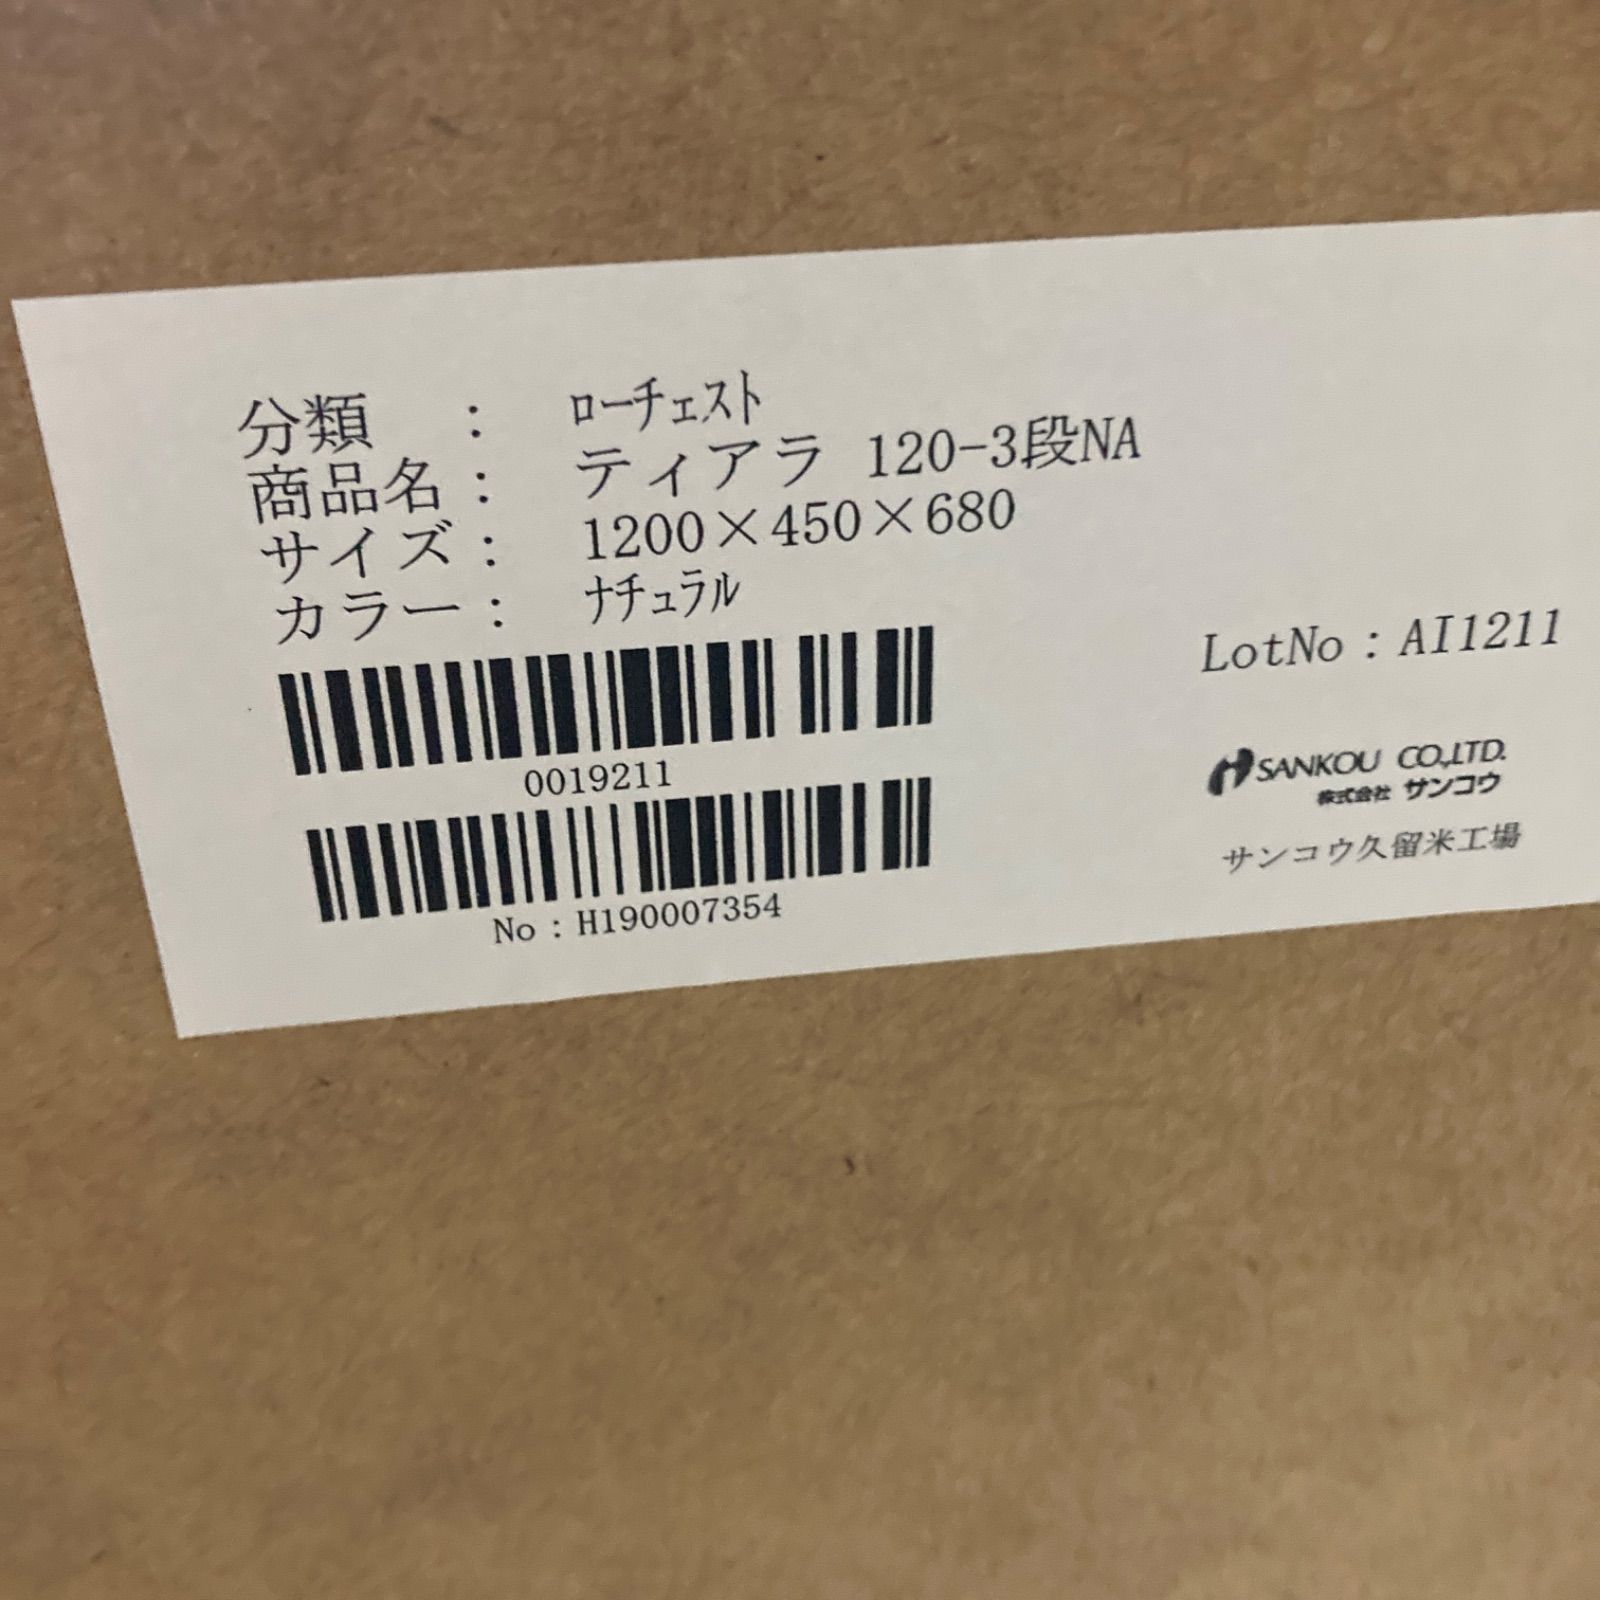 分類　：　ﾛｰﾁｪｽﾄ
商品名：　ティアラ 120-3段NA
サイズ：　1200×450×680
カラー：　ﾅﾁｭﾗﾙ
0019211
No：H190007354
LotNo：AI1211
SANKOU CO.,LTD.
株式会社 サンコウ
サンコウ久留米工場